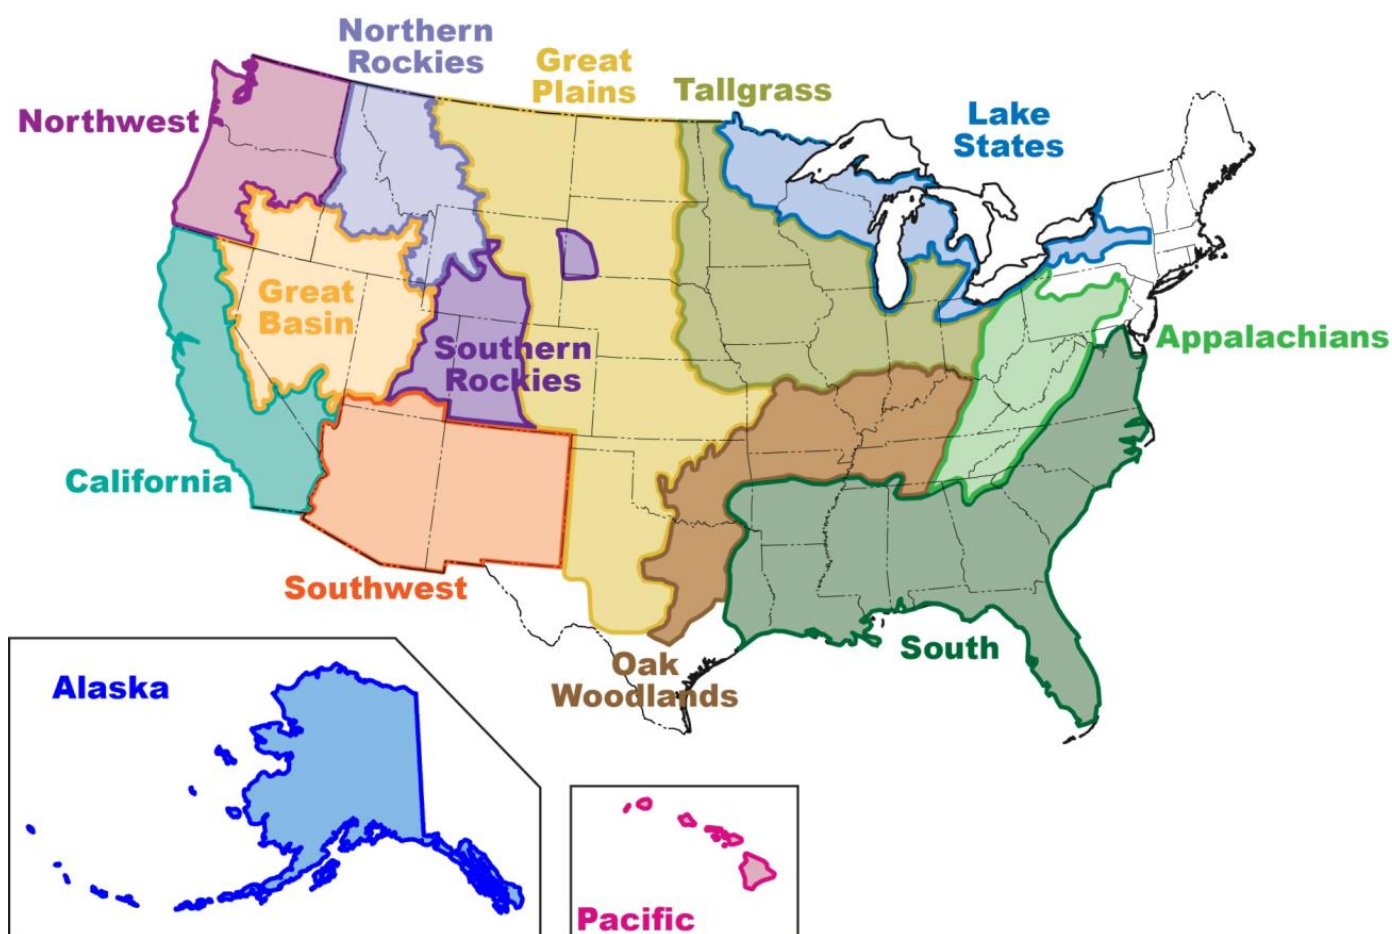 Northern
Rockies
Great
Plains
Tallgrass
Lake
States
Northwest
Great
Basin
Southern
Rockies
Appalachians
California
Southwest
South
Oak
Woodlands
Alaska
Pacific